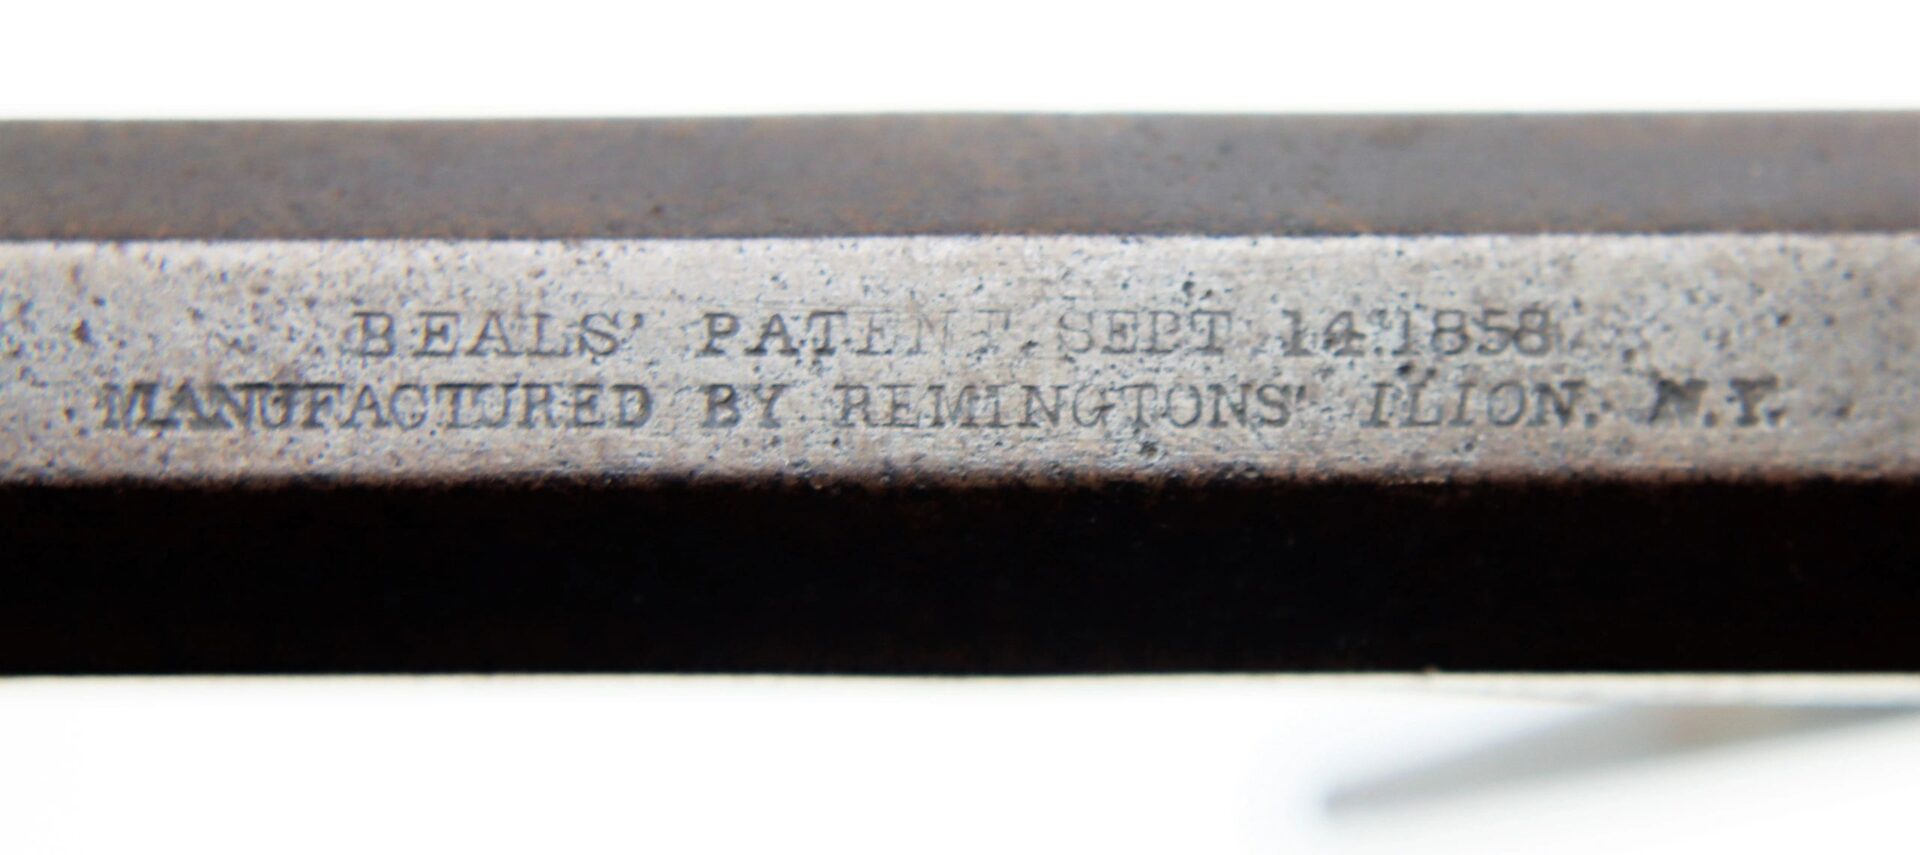 BEALS' PATENT SEPT 14 1858
MANUFACTURED BY REMINGTONS' ILION. N.Y.